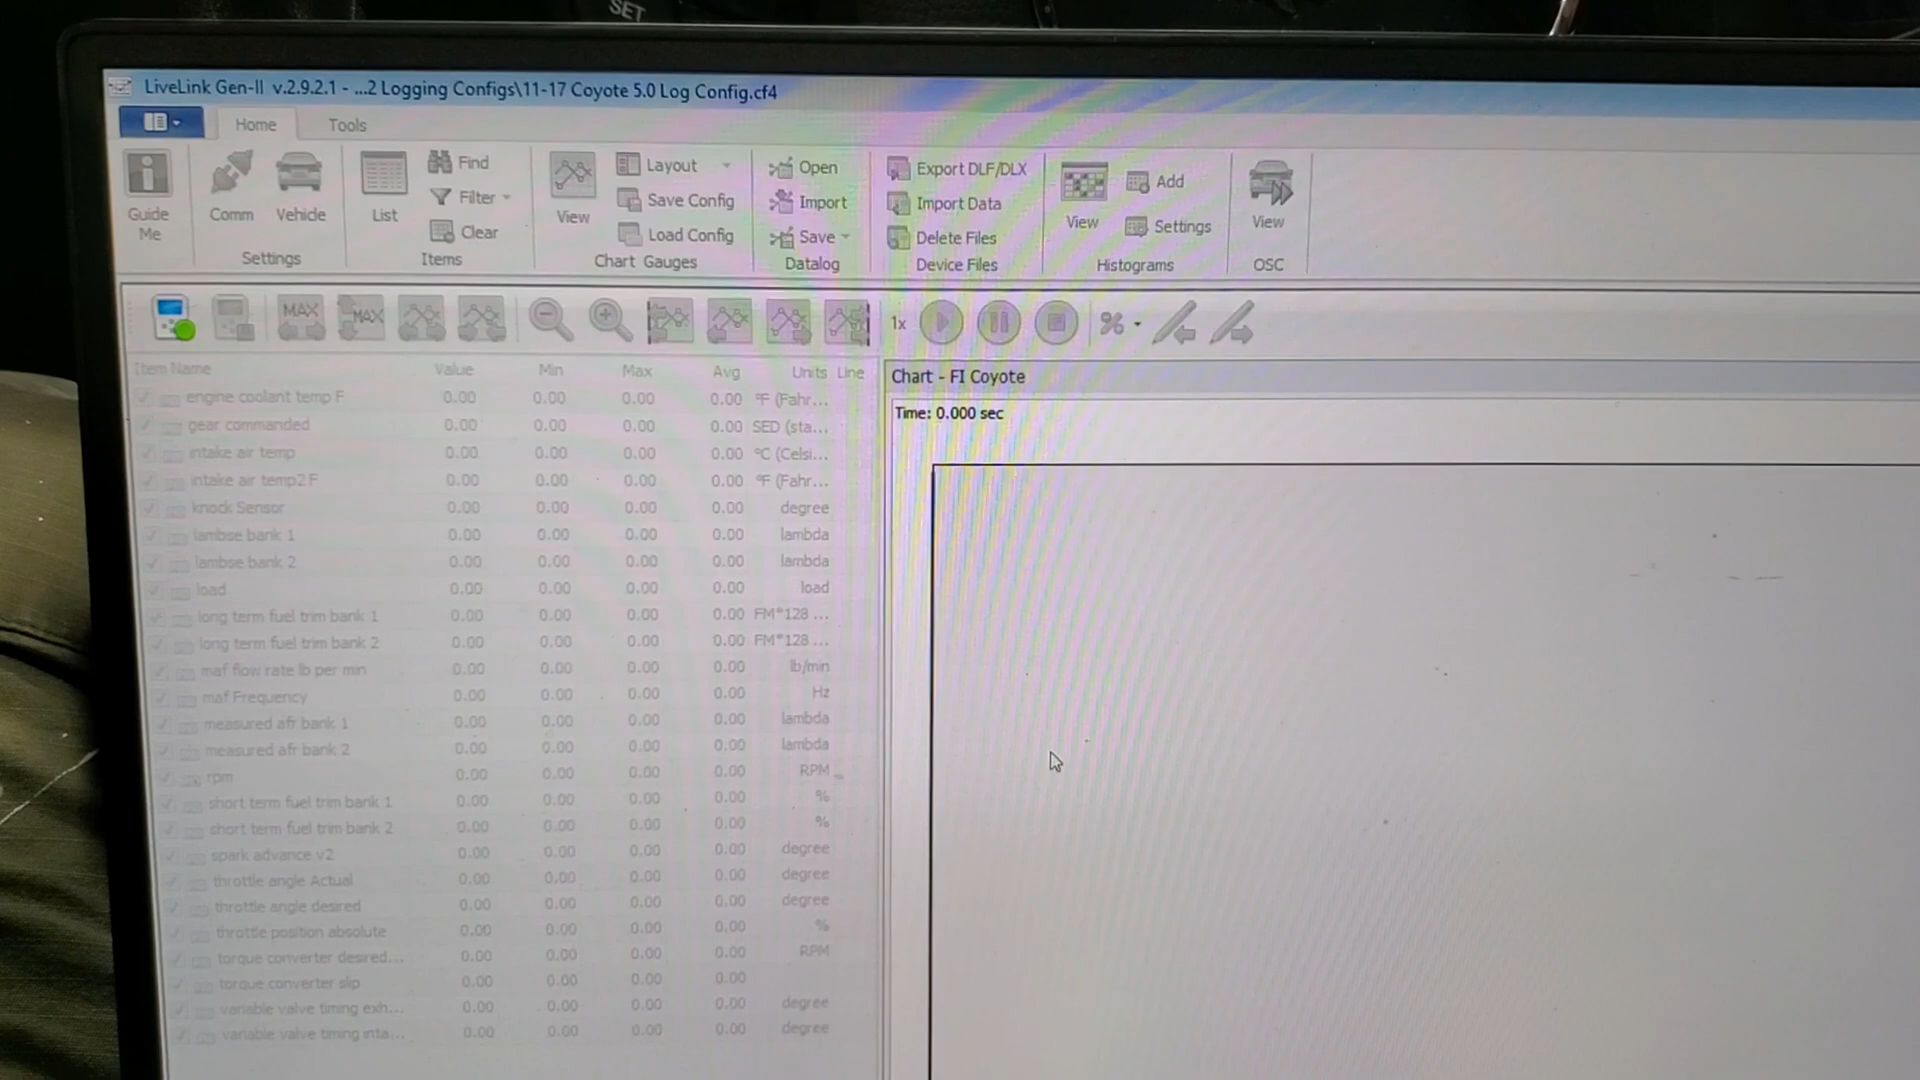 SET
LiveLink Gen-II v.2.9.2.1 - ...2 Logging Configs\11-17 Coyote 5.0 Log Config.cf4
Home Tools
Guide Me
Comm Vehicle
Settings
List
Find
Filter
Clear
Items
View
Layout
Save Config
Load Config
Chart Gauges
Open
Import
Save
Datalog
Export DLF/DLX
Import Data
Delete Files
Device Files
View
Add
Settings
Histograms
View
OSC
MAX MAX 1x %
Item Name Value Min Max Avg Units Line
engine coolant temp F 0.00 0.00 0.00 0.00 °F (Fahr...
gear commanded 0.00 0.00 0.00 0.00 SED (sta...
intake air temp 0.00 0.00 0.00 0.00 °C (Celsi...
intake air temp2 F 0.00 0.00 0.00 0.00 °F (Fahr...
knock Sensor 0.00 0.00 0.00 0.00 degree
lambse bank 1 0.00 0.00 0.00 0.00 lambda
lambse bank 2 0.00 0.00 0.00 0.00 lambda
load 0.00 0.00 0.00 0.00 load
long term fuel trim bank 1 0.00 0.00 0.00 0.00 FM*128 ...
long term fuel trim bank 2 0.00 0.00 0.00 0.00 FM*128 ...
maf flow rate lb per min 0.00 0.00 0.00 0.00 lb/min
maf Frequency 0.00 0.00 0.00 0.00 Hz
measured afr bank 1 0.00 0.00 0.00 0.00 lambda
measured afr bank 2 0.00 0.00 0.00 0.00 lambda
rpm 0.00 0.00 0.00 0.00 RPM
short term fuel trim bank 1 0.00 0.00 0.00 0.00 %
short term fuel trim bank 2 0.00 0.00 0.00 0.00 %
spark advance v2 0.00 0.00 0.00 0.00 degree
throttle angle Actual 0.00 0.00 0.00 0.00 degree
throttle angle desired 0.00 0.00 0.00 0.00 degree
throttle position absolute 0.00 0.00 0.00 0.00 %
torque converter desired... 0.00 0.00 0.00 0.00 RPM
torque converter slip 0.00 0.00 0.00 0.00
variable valve timing exh... 0.00 0.00 0.00 0.00 degree
variable valve timing inta... 0.00 0.00 0.00 0.00 degree
Chart - FI Coyote
Time: 0.000 sec